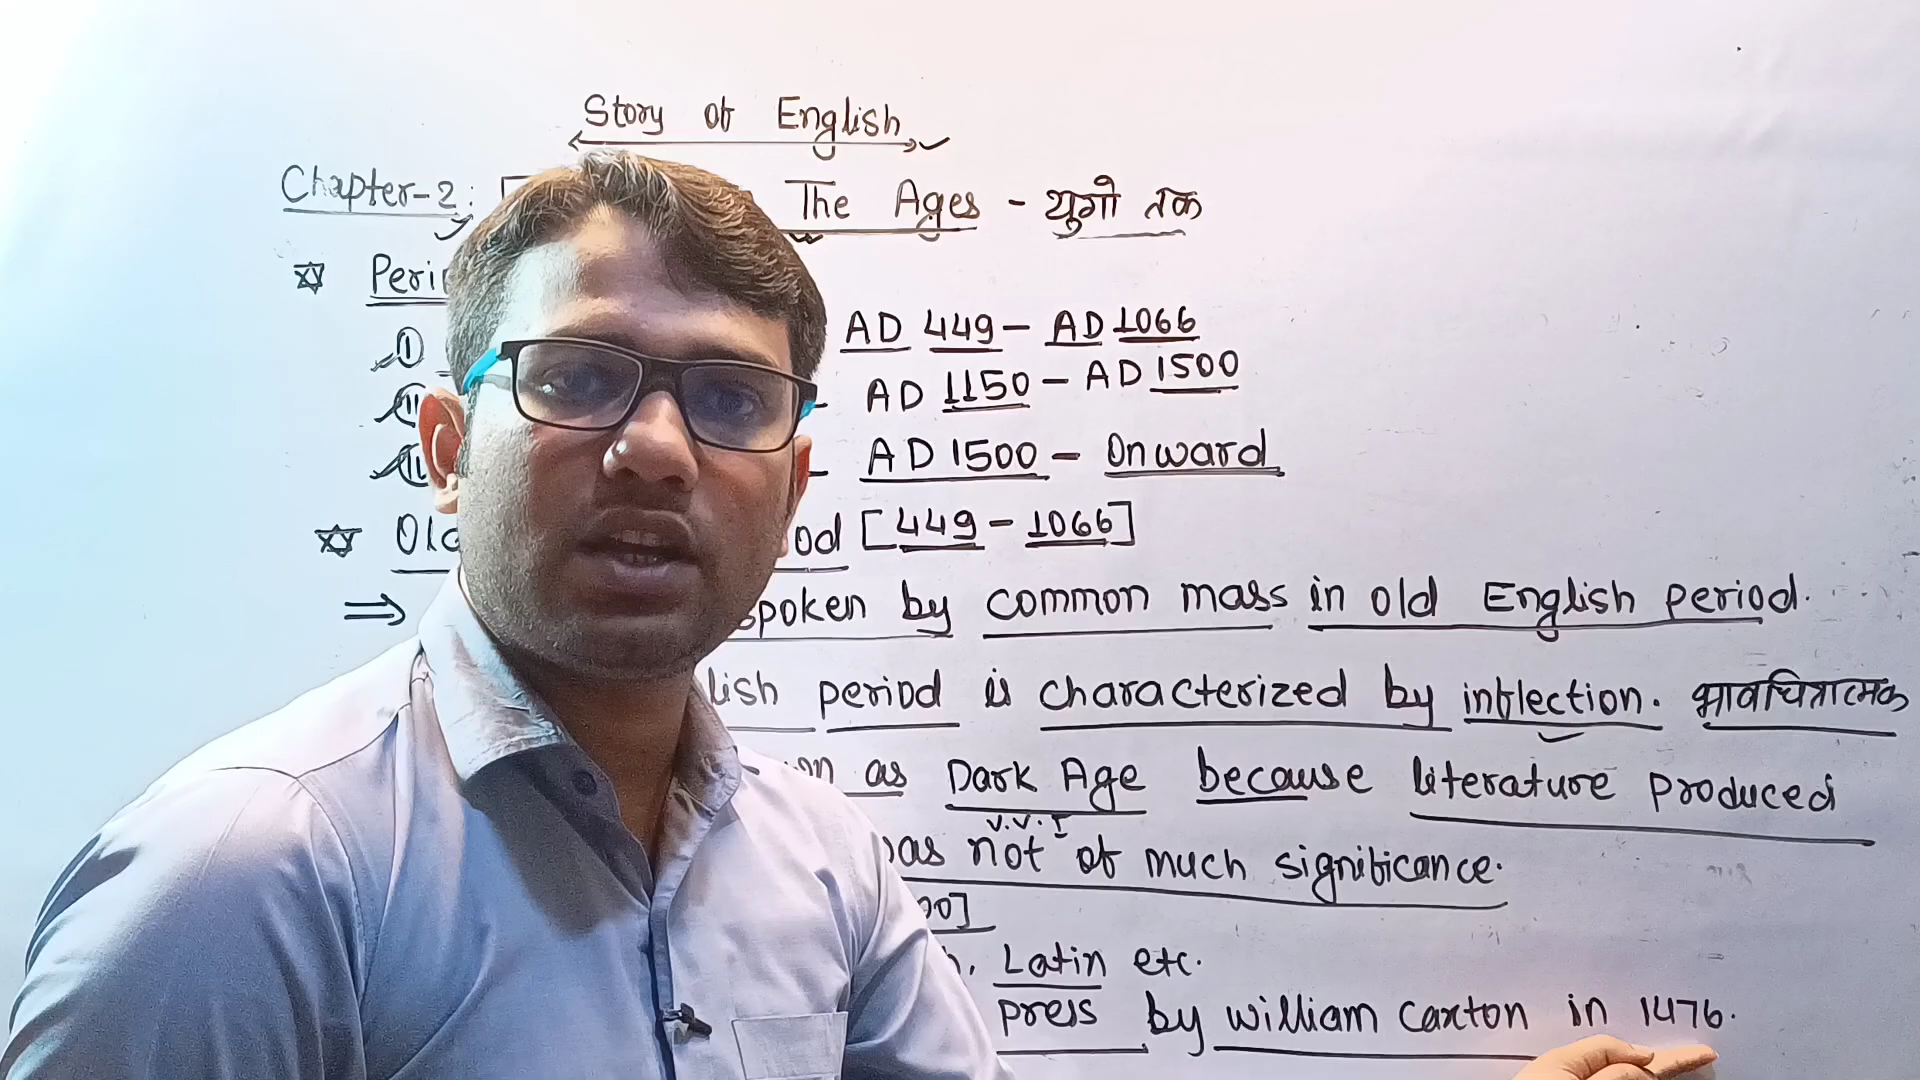 Story of English
Chapter-2: The Ages - युगो तक
Peri
I AD 449 - AD 1066
II - AD 1150 - AD 1500
- AD 1500 - Onward
Old od [449 - 1066]
⇒ spoken by common mass in old English period.
lish period is characterized by inflection. भावचित्रात्मक
as Dark Age because literature produced
V.V.I
was not of much significance.
00]
Latin etc.
press by William Caxton in 1476.